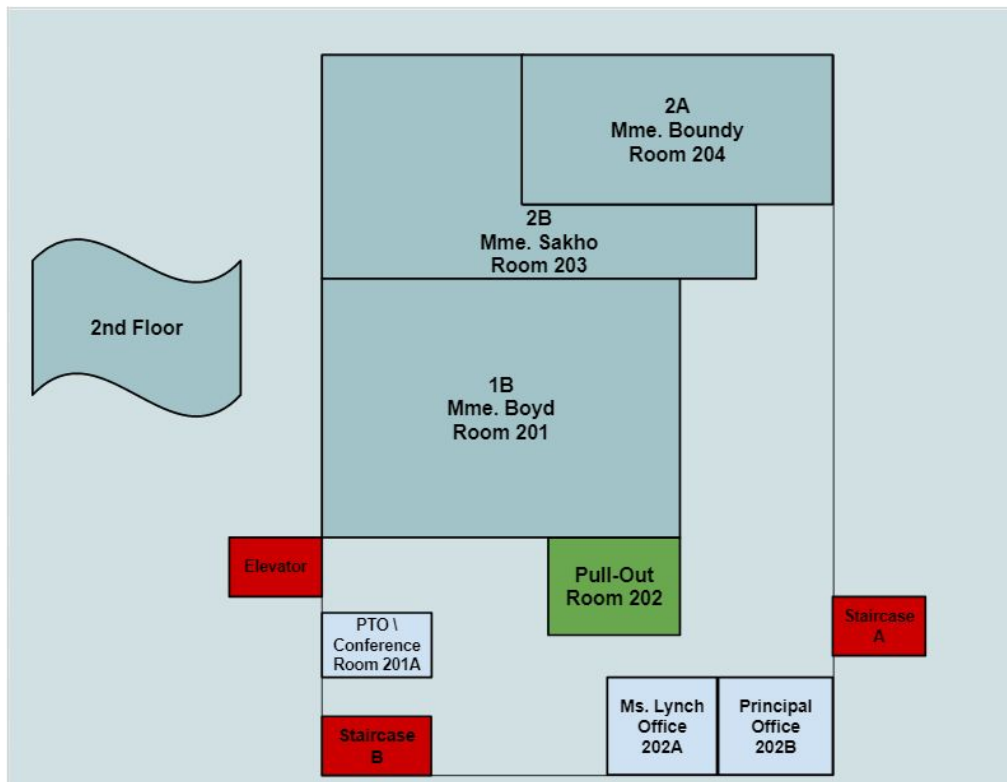 2A
Mme. Boundy
Room 204
2B
Mme. Sakho
Room 203
2nd Floor
1B
Mme. Boyd
Room 201
Elevator
Pull-Out
Room 202
PTO \
Conference
Room 201A
Staircase
A
Ms. Lynch
Office
202A
Principal
Office
202B
Staircase
B